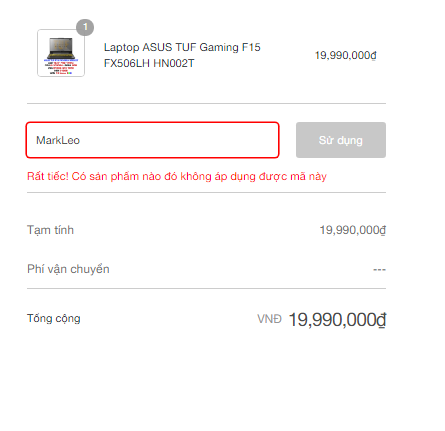 1
Laptop ASUS TUF Gaming F15
FX506LH HN002T
19,990,000₫
MarkLeo
Sử dụng
Rất tiếc! Có sản phẩm nào đó không áp dụng được mã này
Tạm tính
19,990,000₫
Phí vận chuyển
---
Tổng cộng
VNĐ 19,990,000₫